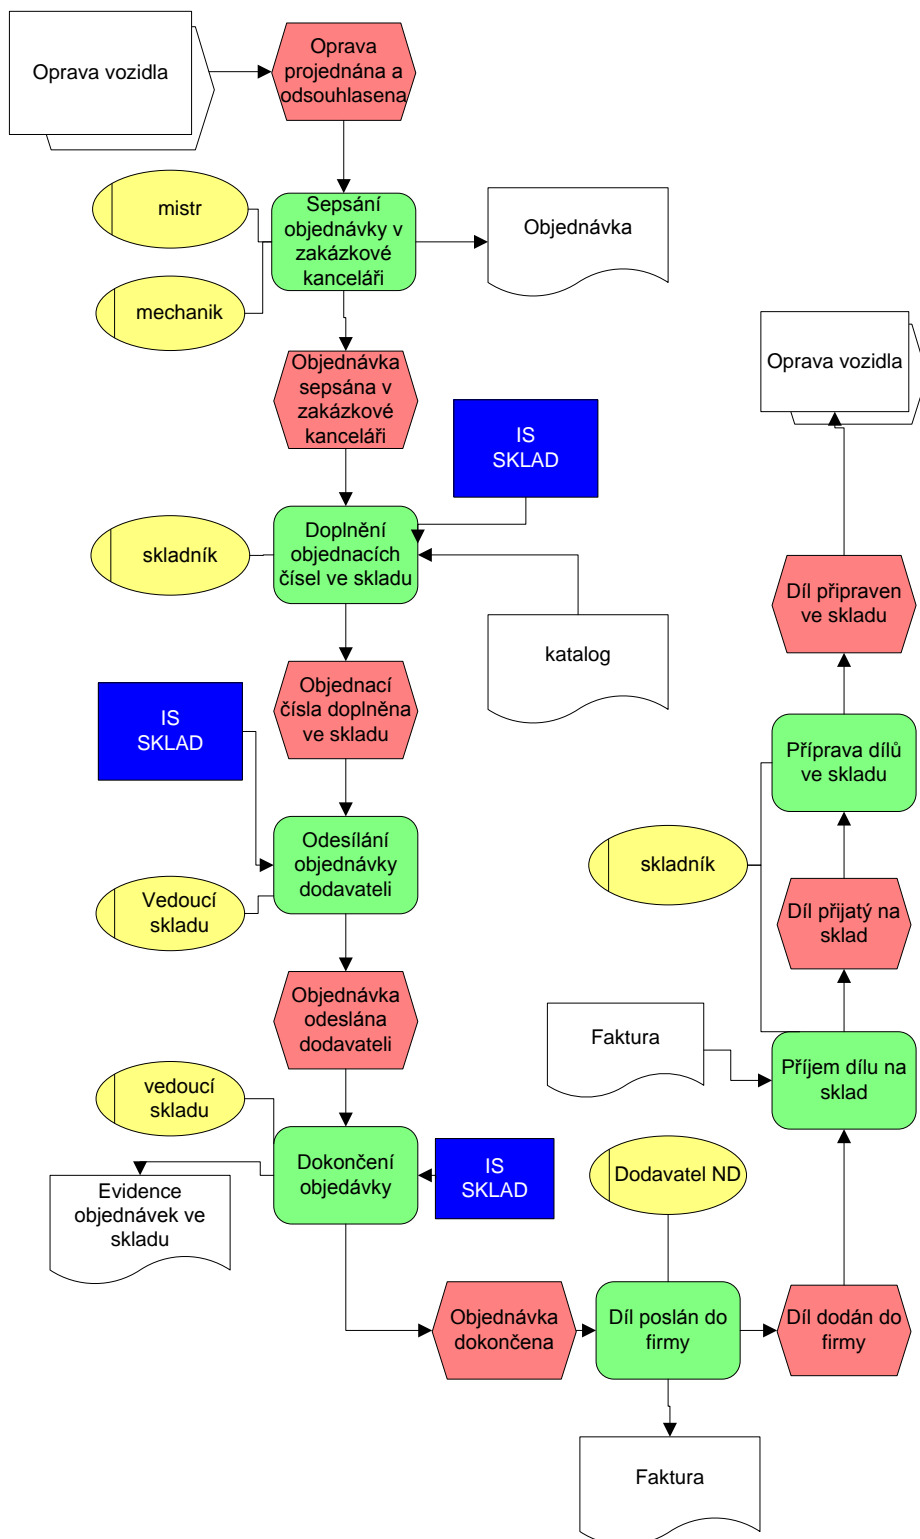 Oprava vozidla
Oprava
projednána a
odsouhlasena
mistr
Sepsání
objednávky v
zakázkové
kanceláři
Objednávka
mechanik
Objednávka
sepsána v
zakázkové
kanceláři
IS
SKLAD
Oprava vozidla
skladník
Doplnění
objednacích
čísel ve skladu
katalog
Díl připraven
ve skladu
Objednací
čísla doplněna
ve skladu
IS
SKLAD
Příprava dílů
ve skladu
Odesílání
objednávky
dodavateli
skladník
Vedoucí
skladu
Díl přijatý na
sklad
Objednávka
odeslána
dodavateli
Faktura
Příjem dílu na
sklad
vedoucí
skladu
Dokončení
objedávky
IS
SKLAD
Dodavatel ND
Evidence
objednávek ve
skladu
Objednávka
dokončena
Díl poslán do
firmy
Díl dodán do
firmy
Faktura